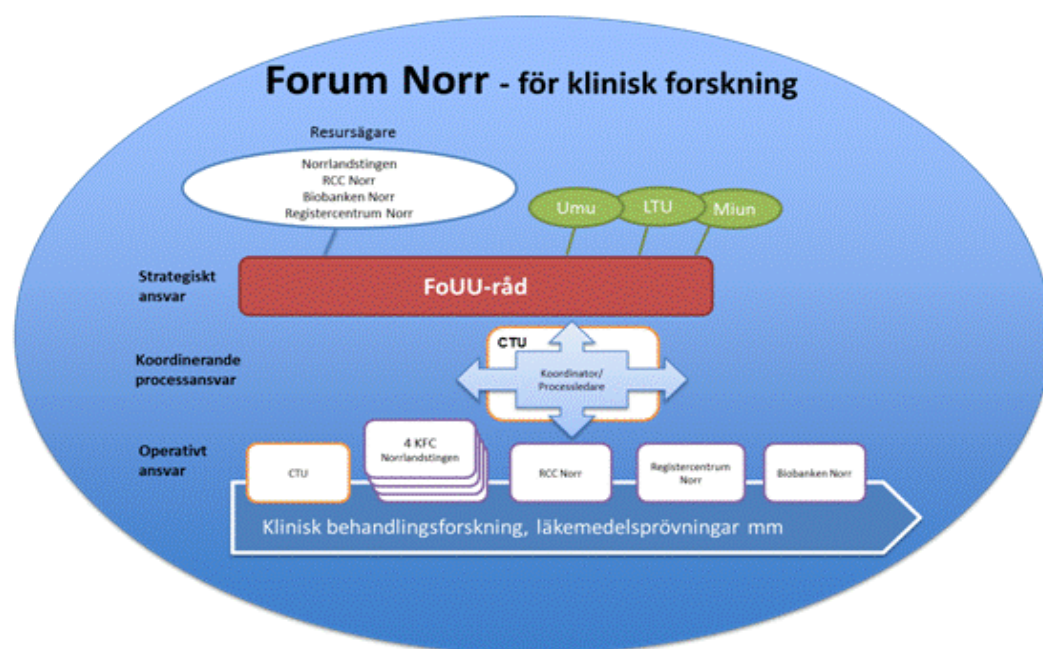 Forum Norr - för klinisk forskning
Resursägare
Norrlandstingen
RCC Norr
Biobanken Norr
Registercentrum Norr
Umu
LTU
Miun
Strategiskt
ansvar
FoUU-råd
Koordinerande
processansvar
CTU
Koordinator/
Processledare
Operativt
ansvar
CTU
4 KFC
Norrlandstingen
RCC Norr
Registercentrum
Norr
Biobanken Norr
Klinisk behandlingsforskning, läkemedelsprövningar mm